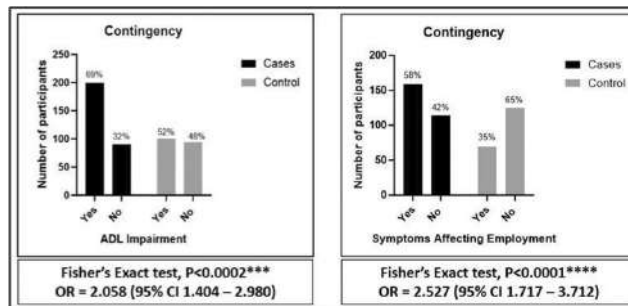 Contingency
Number of participants
250
200
150
100
50
0
69%
32%
52%
48%
Cases
Control
Yes
No
Yes
No
ADL Impairment
Fisher's Exact test, P<0.0002***
OR = 2.058 (95% CI 1.404 – 2.980)
Contingency
Number of participants
200
150
100
50
0
58%
42%
35%
65%
Cases
Control
Yes
No
Yes
No
Symptoms Affecting Employment
Fisher's Exact test, P<0.0001****
OR = 2.527 (95% CI 1.717 – 3.712)